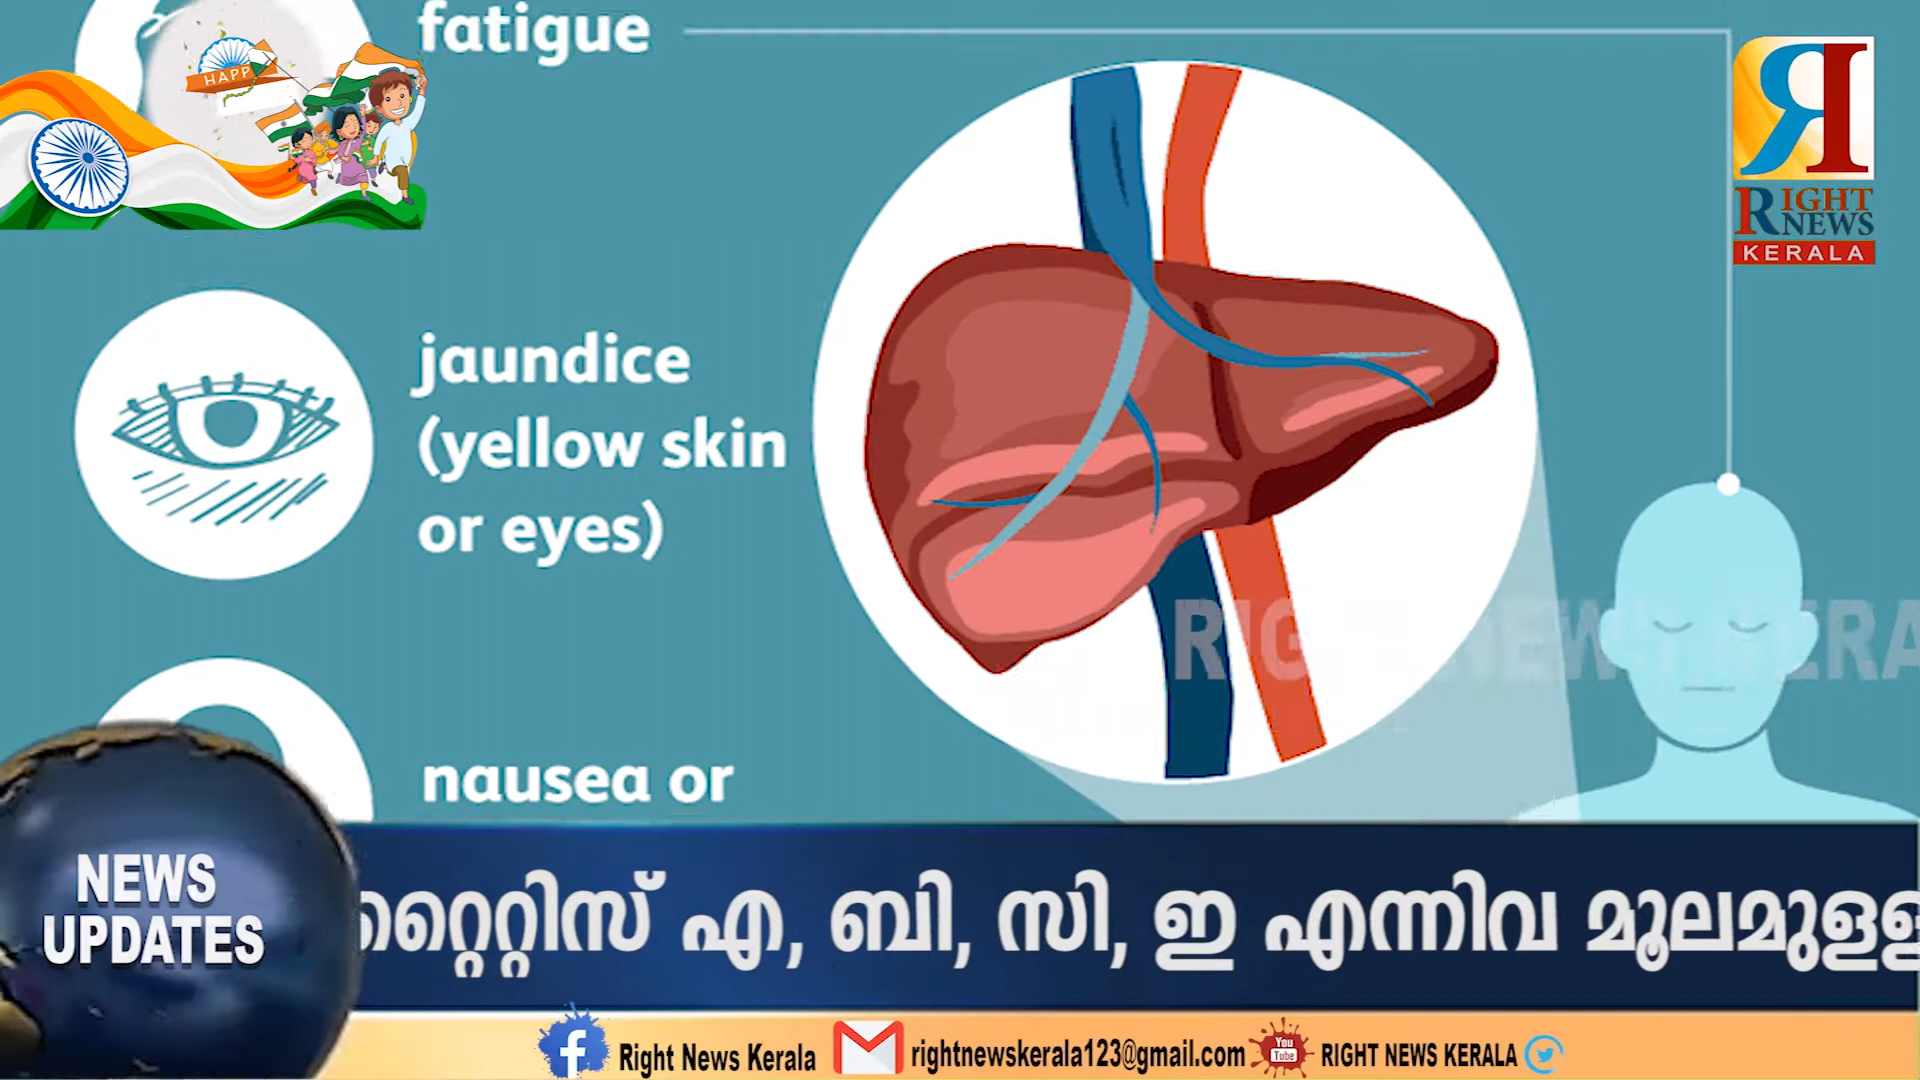 fatigue
HAPP
RIGHT
NEWS
KERALA
jaundice
(yellow skin
or eyes)
nausea or
NEWS
UPDATES
റ്റൈറ്റിസ് എ, ബി, സി, ഇ എന്നിവ മൂലമുള്ള
Right News Kerala
rightnewskerala123@gmail.com
You
Tube
RIGHT NEWS KERALA